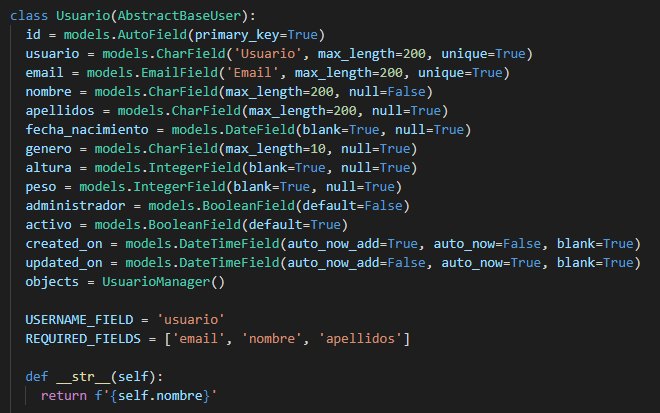 class Usuario(AbstractBaseUser):
id = models.AutoField(primary_key=True)
usuario = models.CharField('Usuario', max_length=200, unique=True)
email = models.EmailField('Email', max_length=200, unique=True)
nombre = models.CharField(max_length=200, null=False)
apellidos = models.CharField(max_length=200, null=True)
fecha_nacimiento = models.DateField(blank=True, null=True)
genero = models.CharField(max_length=10, null=True)
altura = models.IntegerField(blank=True, null=True)
peso = models.IntegerField(blank=True, null=True)
administrador = models.BooleanField(default=False)
activo = models.BooleanField(default=True)
created_on = models.DateTimeField(auto_now_add=True, auto_now=False, blank=True)
updated_on = models.DateTimeField(auto_now_add=False, auto_now=True, blank=True)
objects = UsuarioManager()
USERNAME_FIELD = 'usuario'
REQUIRED_FIELDS = ['email', 'nombre', 'apellidos']
def __str__(self):
return f'{self.nombre}'